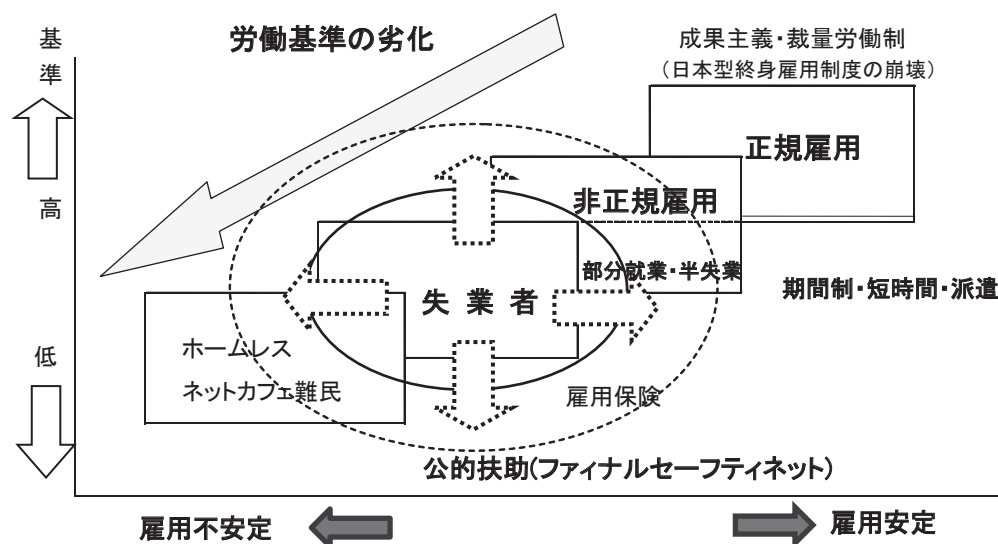 労働基準の劣化
成果主義・裁量労働制
（日本型終身雇用制度の崩壊）
基
準
高
低
正規雇用
非正規雇用
部分就業・半失業
期間制・短時間・派遣
失業者
ホームレス
ネットカフェ難民
雇用保険
公的扶助(ファイナルセーフティネット)
雇用不安定
雇用安定